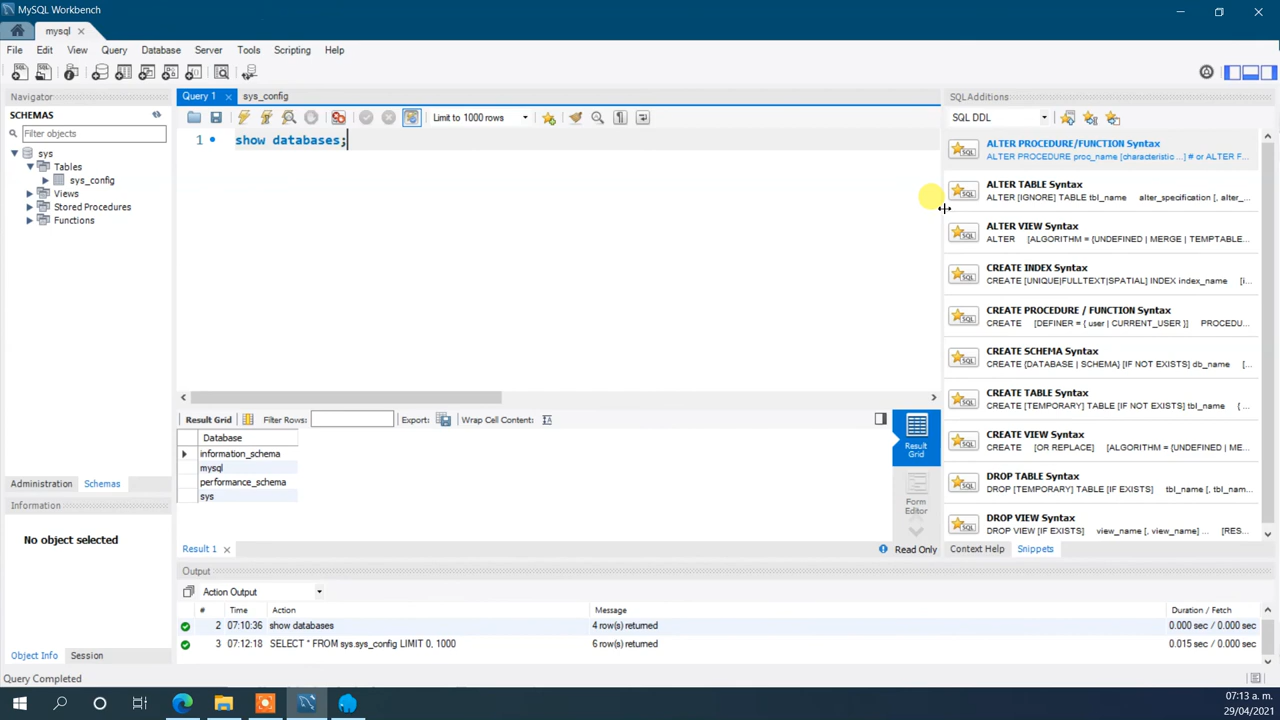 MySQL Workbench
mysql
File Edit View Query Database Server Tools Scripting Help
Navigator
SCHEMAS
Filter objects
sys
Tables
sys_config
Views
Stored Procedures
Functions
Administration Schemas
Information
No object selected
Object Info Session
Query Completed
Query 1 sys_config
Limit to 1000 rows
1 show databases;
Result Grid Filter Rows: Export: Wrap Cell Content:
Database
information_schema
mysql
performance_schema
sys
Result Grid
Form Editor
Result 1 Read Only
Output
Action Output
# Time Action Message Duration / Fetch
2 07:10:36 show databases 4 row(s) returned 0.000 sec / 0.000 sec
3 07:12:18 SELECT * FROM sys.sys_config LIMIT 0, 1000 6 row(s) returned 0.015 sec / 0.000 sec
SQLAdditions
SQL DDL
ALTER PROCEDURE/FUNCTION Syntax
ALTER PROCEDURE proc_name [characteristic ...] # or ALTER F...
ALTER TABLE Syntax
ALTER [IGNORE] TABLE tbl_name alter_specification [, alter_...
ALTER VIEW Syntax
ALTER [ALGORITHM = {UNDEFINED | MERGE | TEMPTABLE...
CREATE INDEX Syntax
CREATE [UNIQUE|FULLTEXT|SPATIAL] INDEX index_name [i...
CREATE PROCEDURE / FUNCTION Syntax
CREATE [DEFINER = { user | CURRENT_USER }] PROCEDU...
CREATE SCHEMA Syntax
CREATE {DATABASE | SCHEMA} [IF NOT EXISTS] db_name [...
CREATE TABLE Syntax
CREATE [TEMPORARY] TABLE [IF NOT EXISTS] tbl_name ( ...
CREATE VIEW Syntax
CREATE [OR REPLACE] [ALGORITHM = {UNDEFINED | ME...
DROP TABLE Syntax
DROP [TEMPORARY] TABLE [IF EXISTS] tbl_name [, tbl_nam...
DROP VIEW Syntax
DROP VIEW [IF EXISTS] view_name [, view_name] ... [RES...
Context Help Snippets
07:13 a. m.
29/04/2021